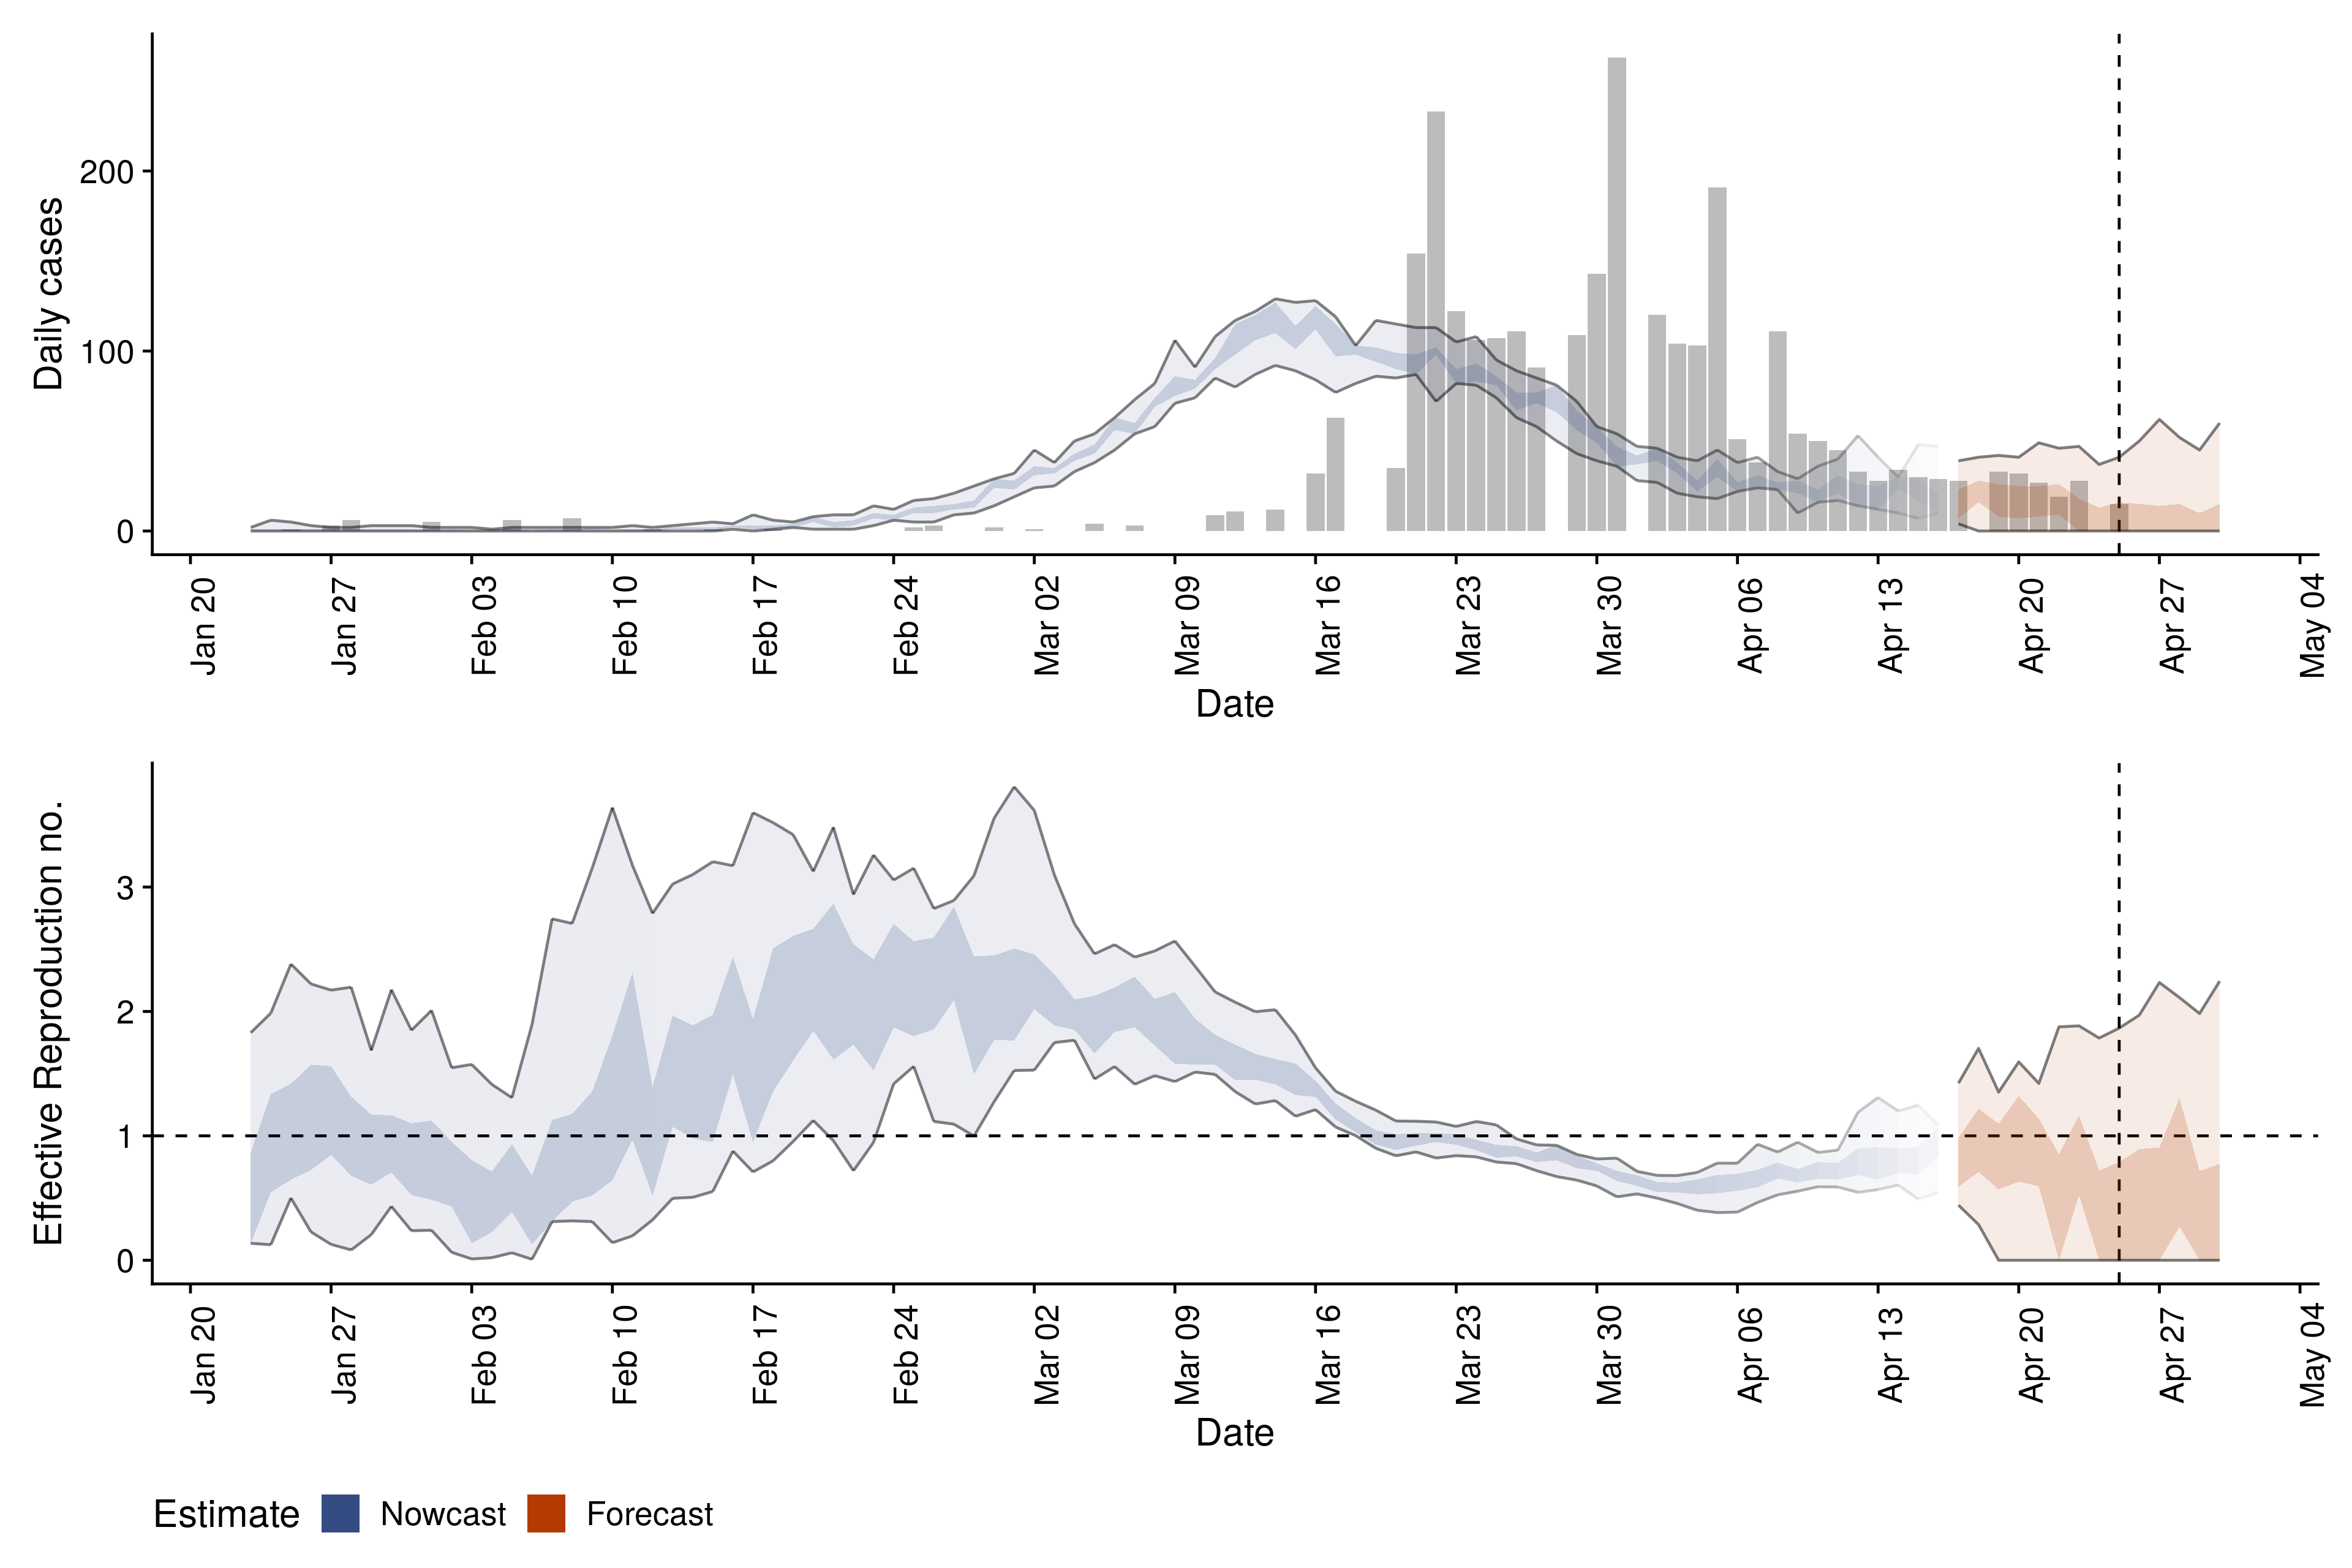 Daily cases
200
100
0
Jan 20
Jan 27
Feb 03
Feb 10
Feb 17
Feb 24
Mar 02
Mar 09
Mar 16
Mar 23
Mar 30
Apr 06
Apr 13
Apr 20
Apr 27
May 04
Date
Effective Reproduction no.
3
2
1
0
Jan 20
Jan 27
Feb 03
Feb 10
Feb 17
Feb 24
Mar 02
Mar 09
Mar 16
Mar 23
Mar 30
Apr 06
Apr 13
Apr 20
Apr 27
May 04
Date
Estimate Nowcast Forecast